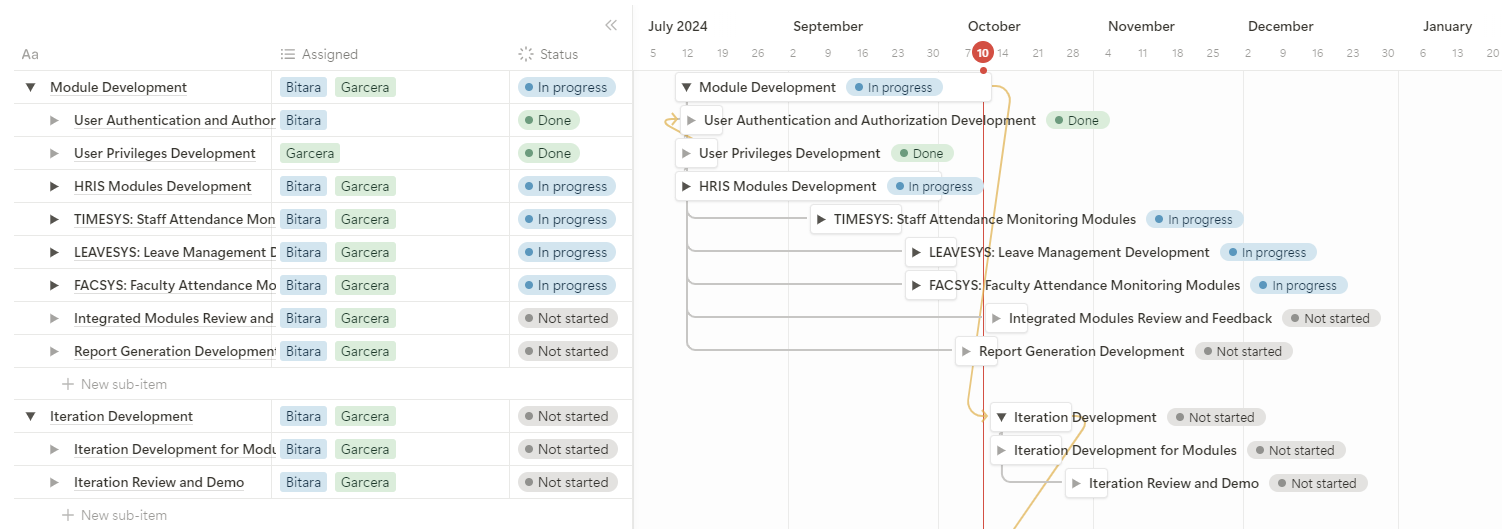 July 2024 September October November December January
Aa Assigned Status 5 12 19 26 2 9 16 23 30 7 10 14 21 28 4 11 18 25 2 9 16 23 30 6 13 20
Module Development Bitara Garcera In progress Module Development In progress
User Authentication and Author Bitara Done User Authentication and Authorization Development Done
User Privileges Development Garcera Done User Privileges Development Done
HRIS Modules Development Bitara Garcera In progress HRIS Modules Development In progress
TIMESYS: Staff Attendance Mon Bitara Garcera In progress TIMESYS: Staff Attendance Monitoring Modules In progress
LEAVESYS: Leave Management D Bitara Garcera In progress LEAVESYS: Leave Management Development In progress
FACSYS: Faculty Attendance Mo Bitara Garcera In progress FACSYS: Faculty Attendance Monitoring Modules In progress
Integrated Modules Review and Bitara Garcera Not started Integrated Modules Review and Feedback Not started
Report Generation Development Bitara Garcera Not started Report Generation Development Not started
+ New sub-item
Iteration Development Bitara Garcera Not started Iteration Development Not started
Iteration Development for Modu Bitara Garcera Not started Iteration Development for Modules Not started
Iteration Review and Demo Bitara Garcera Not started Iteration Review and Demo Not started
+ New sub-item